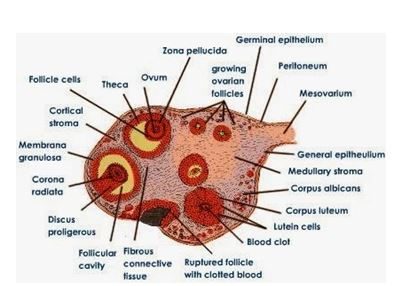 Germinal epithelium
Zona pellucida
Peritoneum
growing
ovarian
follicles
Ovum
Follicle cells
Theca
Mesovarium
Cortical
stroma
Membrana
granulosa
General epitheulium
Medullary stroma
Corona
radiata
Corpus albicans
Corpus luteum
Discus
proligerous
Lutein cells
Blood clot
Follicular
cavity
Fibrous
connective
tissue
Ruptured follicle
with clotted blood